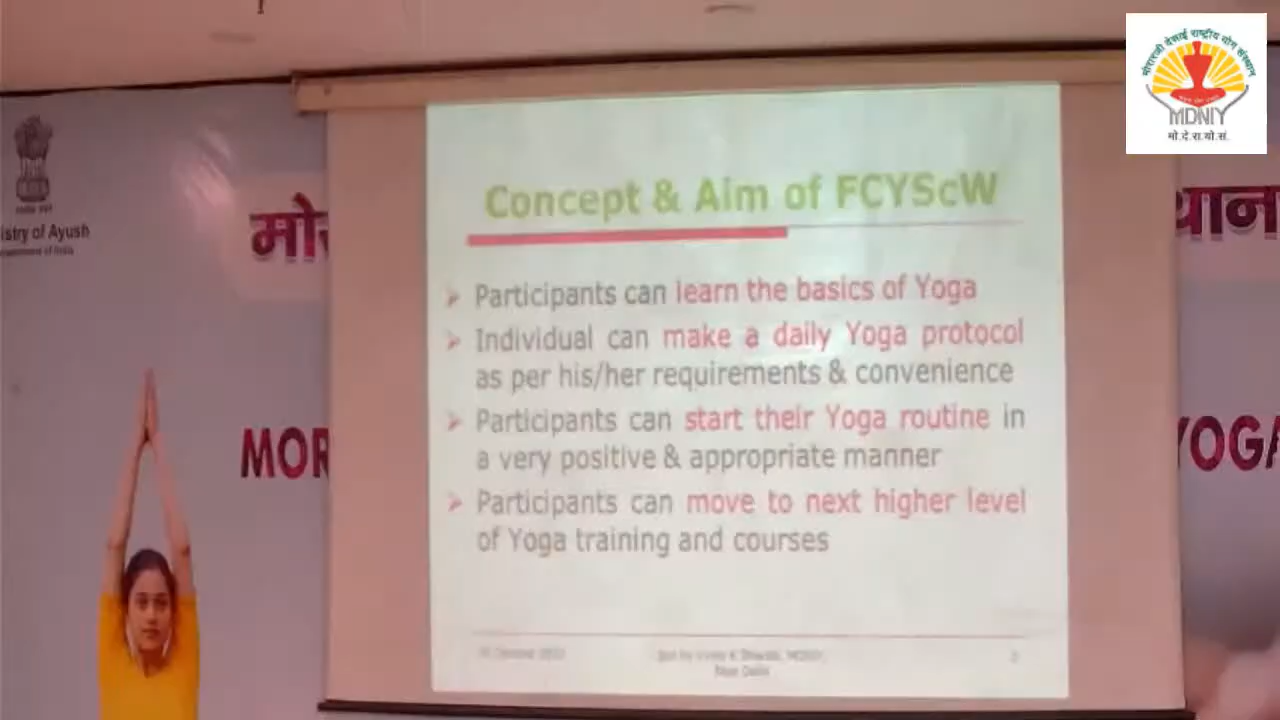 मोरारजी देसाई राष्ट्रीय योग संस्थान
MDNIY
मो.दे.रा.यो.सं.
istry of Ayush
मो
थान
MOR
YOGA
Concept & Aim of FCYScW
➢ Participants can learn the basics of Yoga
➢ Individual can make a daily Yoga protocol
as per his/her requirements & convenience
➢ Participants can start their Yoga routine in
a very positive & appropriate manner
➢ Participants can move to next higher level
of Yoga training and courses
New Delhi